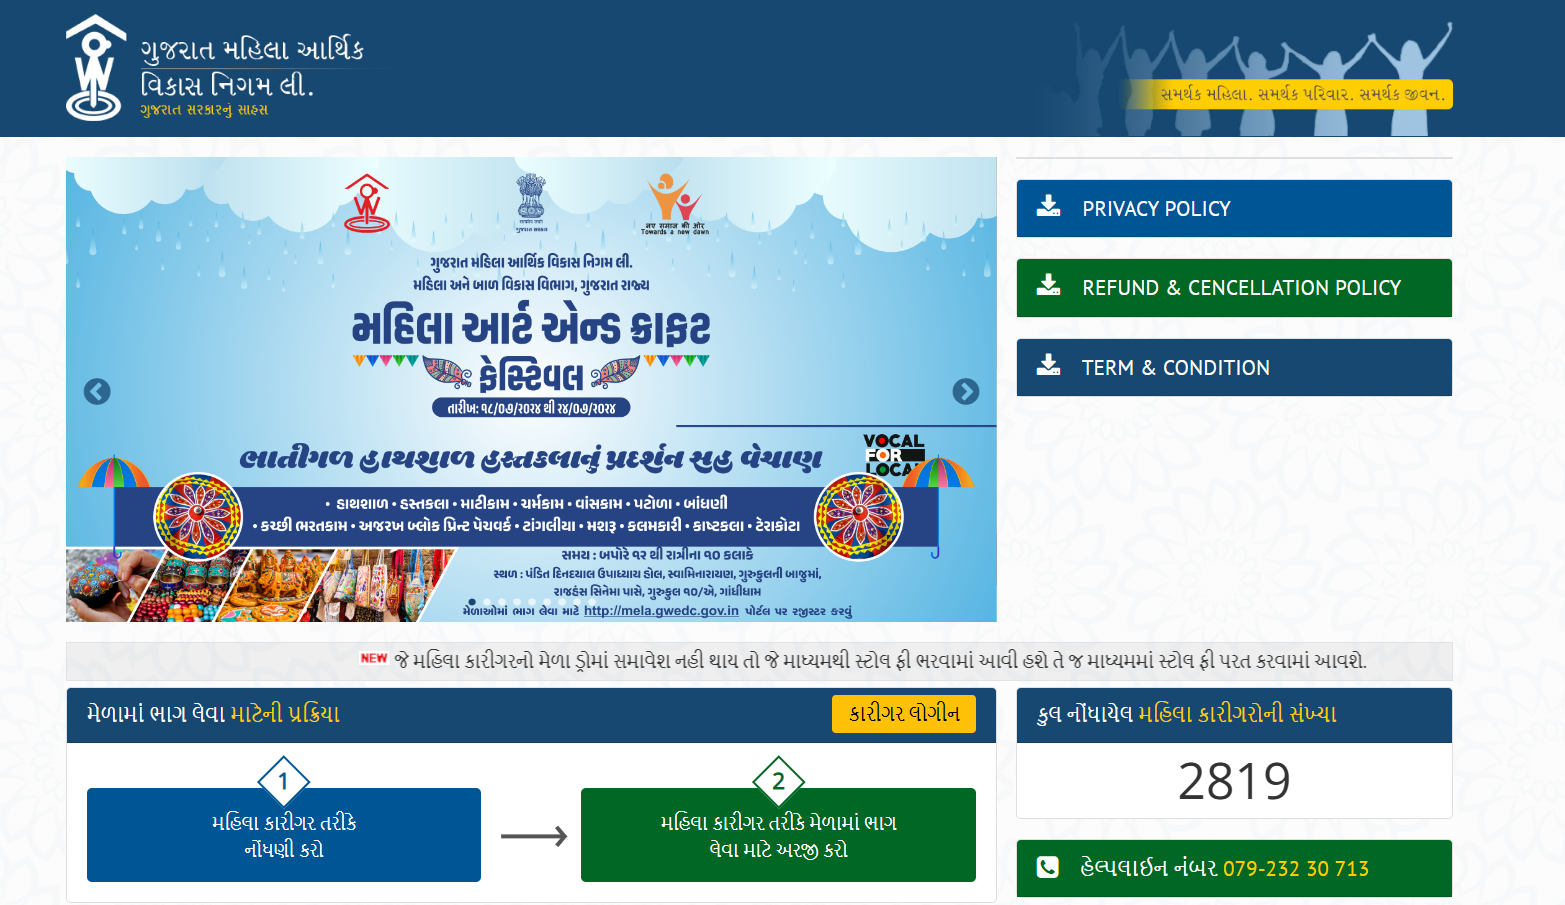 ગુજરાત મહિલા આર્થિક
વિકાસ નિગમ લી.
ગુજરાત સરકારનું સાહસ
સમર્થક મહિલા. સમર્થક પરિવાર. સમર્થક જીવન.
નए સમાજ કી ઓર
Towards a new dawn
ગુજરાત મહિલા આર્થિક વિકાસ નિગમ લી.
મહિલા અને બાળ વિકાસ વિભાગ, ગુજરાત રાજ્ય
મહિલા આર્ટ એન્ડ ક્રાફટ
ફેસ્ટિવલ
તારીખ: ૧૮/૦૭/૨૦૨૪ થી ૨૪/૦૭/૨૦૨૪
VOCAL
FOR
LOCAL
ભાતીગળ હાથશાળ હસ્તકલાનું પ્રદર્શન સહ વેચાણ
• હાથશાળ • હસ્તકલા • માટીકામ • ચર્મકામ • વાંસકામ • પટોળા • બાંધણી
• કચ્છી ભરતકામ • અજરખ બ્લોક પ્રિન્ટ પેચવર્ક • ટાંગલીયા • મશરૂ • કલમકારી • કાષ્ટકલા • ટેરાકોટા
સમય : બપોરે ૧૨ થી રાત્રીના ૧૦ કલાકે
સ્થળ : પંડિત દિનદયાલ ઉપાધ્યાય હોલ, સ્વામિનારાયણ, ગુરુકુલની બાજુમાં,
રાજહંસ સિનેમા પાસે, ગુરુકુલ ૧૦/એ, ગાંધીધામ
મેળાઓમાં ભાગ લેવા માટે http://mela.gwedc.gov.in પોર્ટલ પર રજીસ્ટર કરવું
PRIVACY POLICY
REFUND & CENCELLATION POLICY
TERM & CONDITION
NEW જે મહિલા કારીગરનો મેળા ડ્રોમાં સમાવેશ નહી થાય તો જે માધ્યમથી સ્ટોલ ફી ભરવામાં આવી હશે તે જ માધ્યમમાં સ્ટોલ ફી પરત કરવામાં આવશે.
મેળામાં ભાગ લેવા માટેની પ્રક્રિયા
કારીગર લોગીન
1
મહિલા કારીગર તરીકે
નોંધણી કરો
2
મહિલા કારીગર તરીકે મેળામાં ભાગ
લેવા માટે અરજી કરો
કુલ નોંધાયેલ મહિલા કારીગરોની સંખ્યા
2819
હેલ્પલાઈન નંબર 079-232 30 713